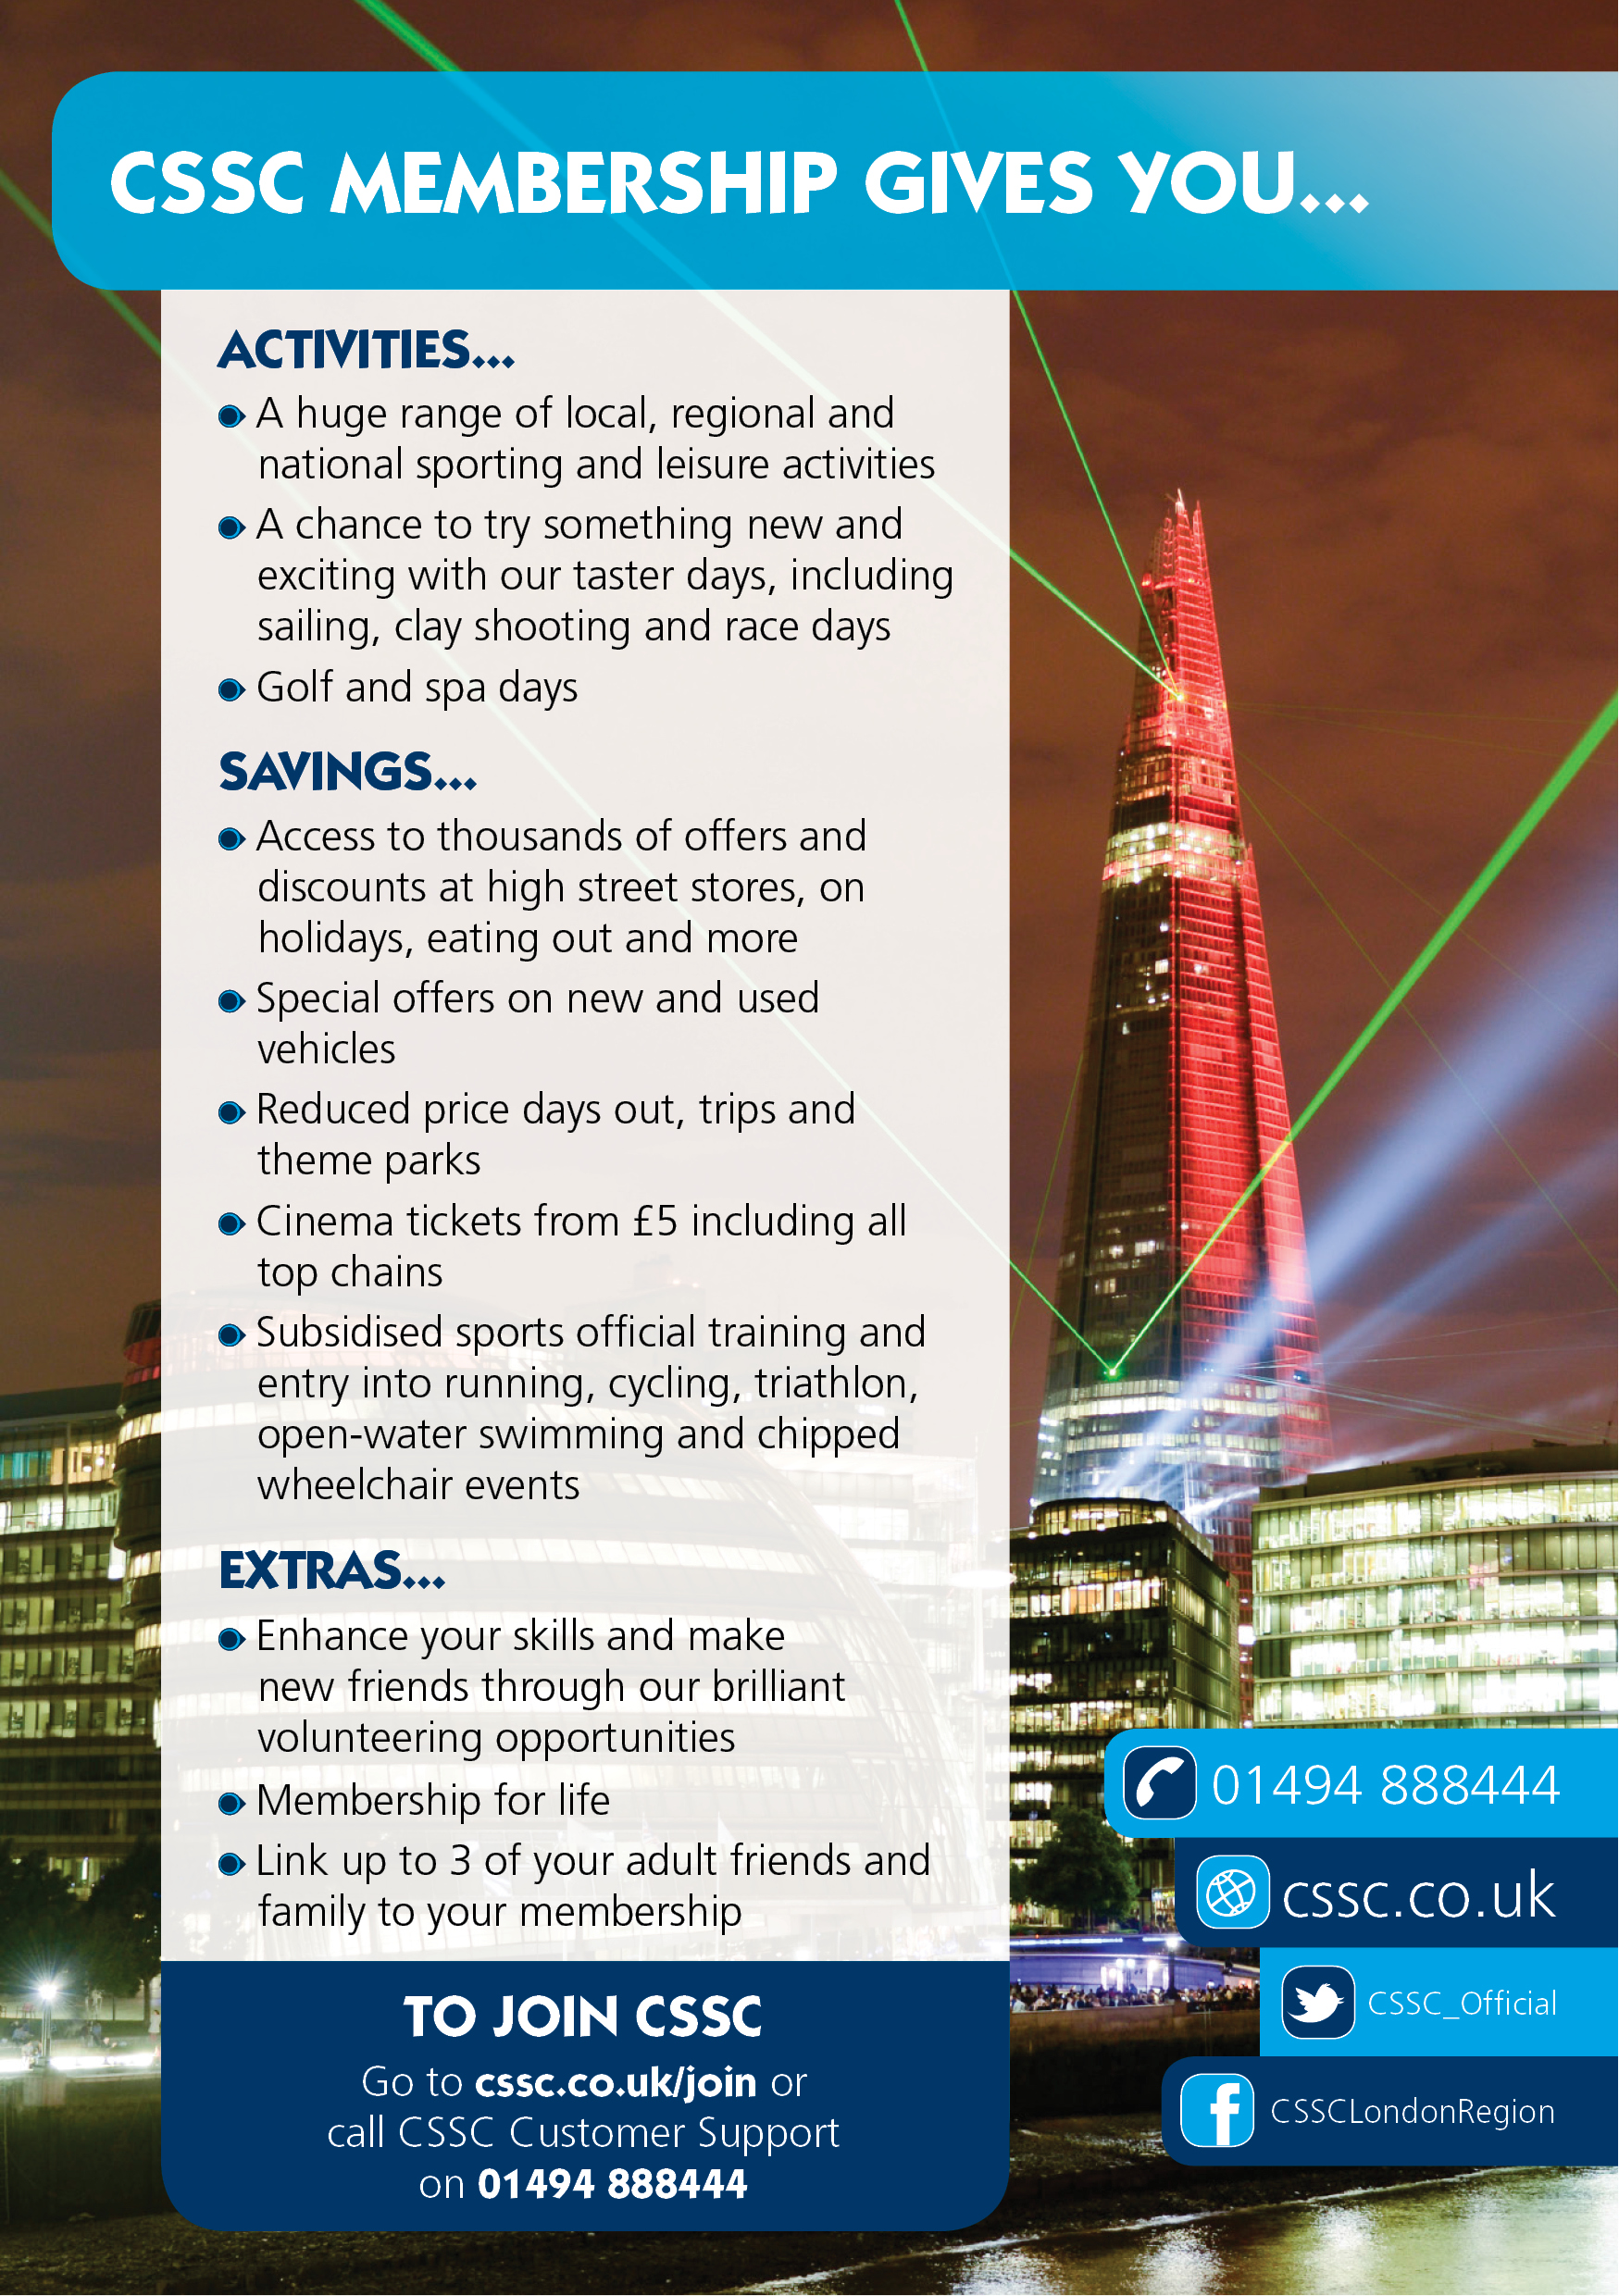 CSSC MEMBERSHIP GIVES YOU...
ACTIVITIES...
A huge range of local, regional and
national sporting and leisure activities
A chance to try something new and
exciting with our taster days, including
sailing, clay shooting and race days
Golf and spa days
SAVINGS...
Access to thousands of offers and
discounts at high street stores, on
holidays, eating out and more
Special offers on new and used
vehicles
Reduced price days out, trips and
theme parks
Cinema tickets from £5 including all
top chains
Subsidised sports official training and
entry into running, cycling, triathlon,
open-water swimming and chipped
wheelchair events
EXTRAS...
Enhance your skills and make
new friends through our brilliant
volunteering opportunities
Membership for life
Link up to 3 of your adult friends and
family to your membership
TO JOIN CSSC
Go to cssc.co.uk/join or
call CSSC Customer Support
on 01494 888444
01494 888444
cssc.co.uk
CSSC_Official
CSSCLondonRegion